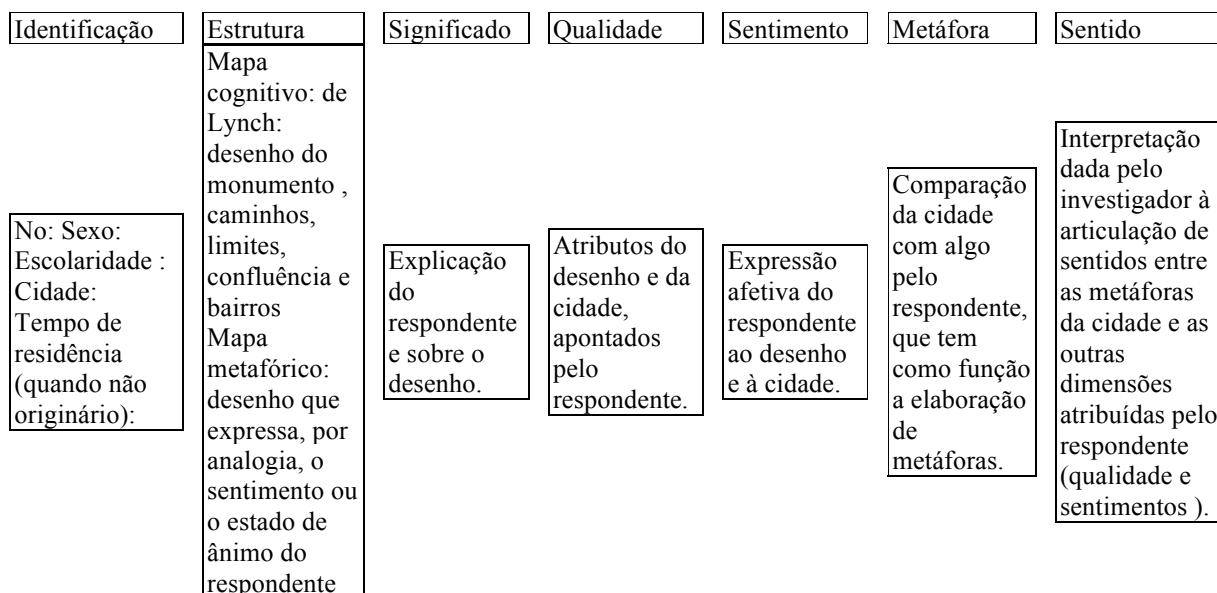 Identificação
Estrutura
Significado
Qualidade
Sentimento
Metáfora
Sentido
No: Sexo:
Escolaridade :
Cidade:
Tempo de
residência
(quando não
originário):
Mapa
cognitivo: de
Lynch:
desenho do
monumento ,
caminhos,
limites,
confluência e
bairros
Mapa
metafórico:
desenho que
expressa, por
analogia, o
sentimento ou
o estado de
ânimo do
respondente
Explicação
do
respondente
e sobre o
desenho.
Atributos do
desenho e da
cidade,
apontados
pelo
respondente.
Expressão
afetiva do
respondente
ao desenho
e à cidade.
Comparação
da cidade
com algo
pelo
respondente,
que tem
como função
a elaboração
de
metáforas.
Interpretação
dada pelo
investigador à
articulação de
sentidos entre
as metáforas
da cidade e as
outras
dimensões
atribuídas pelo
respondente
(qualidade e
sentimentos ).